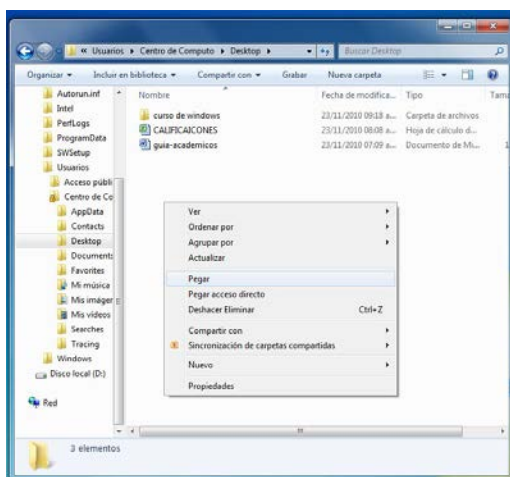 « Usuarios ▸ Centro de Computo ▸ Desktop ▸
Buscar Desktop
Organizar
Incluir en biblioteca
Compartir con
Grabar
Nueva carpeta
Autorun.inf
Intel
PerfLogs
ProgramData
SWSetup
Usuarios
Acceso públi
Centro de Co
AppData
Contacts
Desktop
Documents
Favorites
Mi música
Mis imáger
Mis vídeos
Searches
Tracing
Windows
Disco local (D:)
Red
Nombre
Fecha de modifica...
Tipo
Tama
curso de windows
23/11/2010 09:18 a...
Carpeta de archivos
CALIFICAICONES
23/11/2010 08:08 a...
Hoja de cálculo d...
guia-academicos
23/11/2010 07:09 a...
Documento de Mi...
1
Ver
Ordenar por
Agrupar por
Actualizar
Pegar
Pegar acceso directo
Deshacer Eliminar
Ctrl+Z
Compartir con
Sincronización de carpetas compartidas
Nuevo
Propiedades
3 elementos